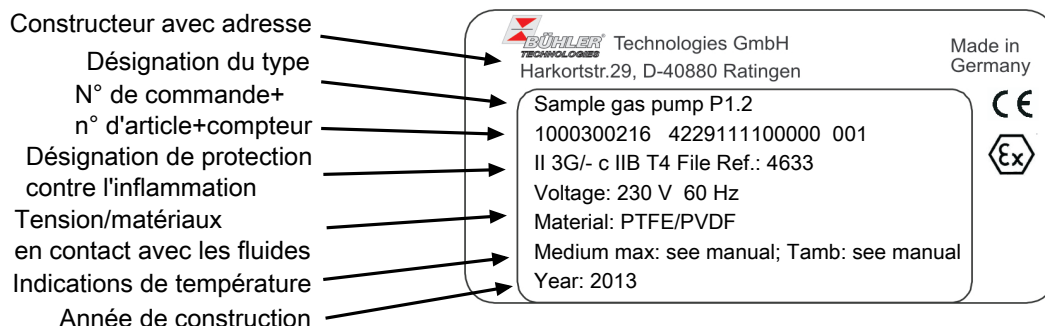 Constructeur avec adresse
Désignation du type
N° de commande+
n° d'article+compteur
Désignation de protection
contre l'inflammation
Tension/matériaux
en contact avec les fluides
Indications de température
Année de construction
BÜHLER
TECHNOLOGIES
Technologies GmbH
Harkortstr.29, D-40880 Ratingen
Made in
Germany
Sample gas pump P1.2
1000300216 4229111100000 001
II 3G/- c IIB T4 File Ref.: 4633
Voltage: 230 V 60 Hz
Material: PTFE/PVDF
Medium max: see manual; Tamb: see manual
Year: 2013
CE
Ex